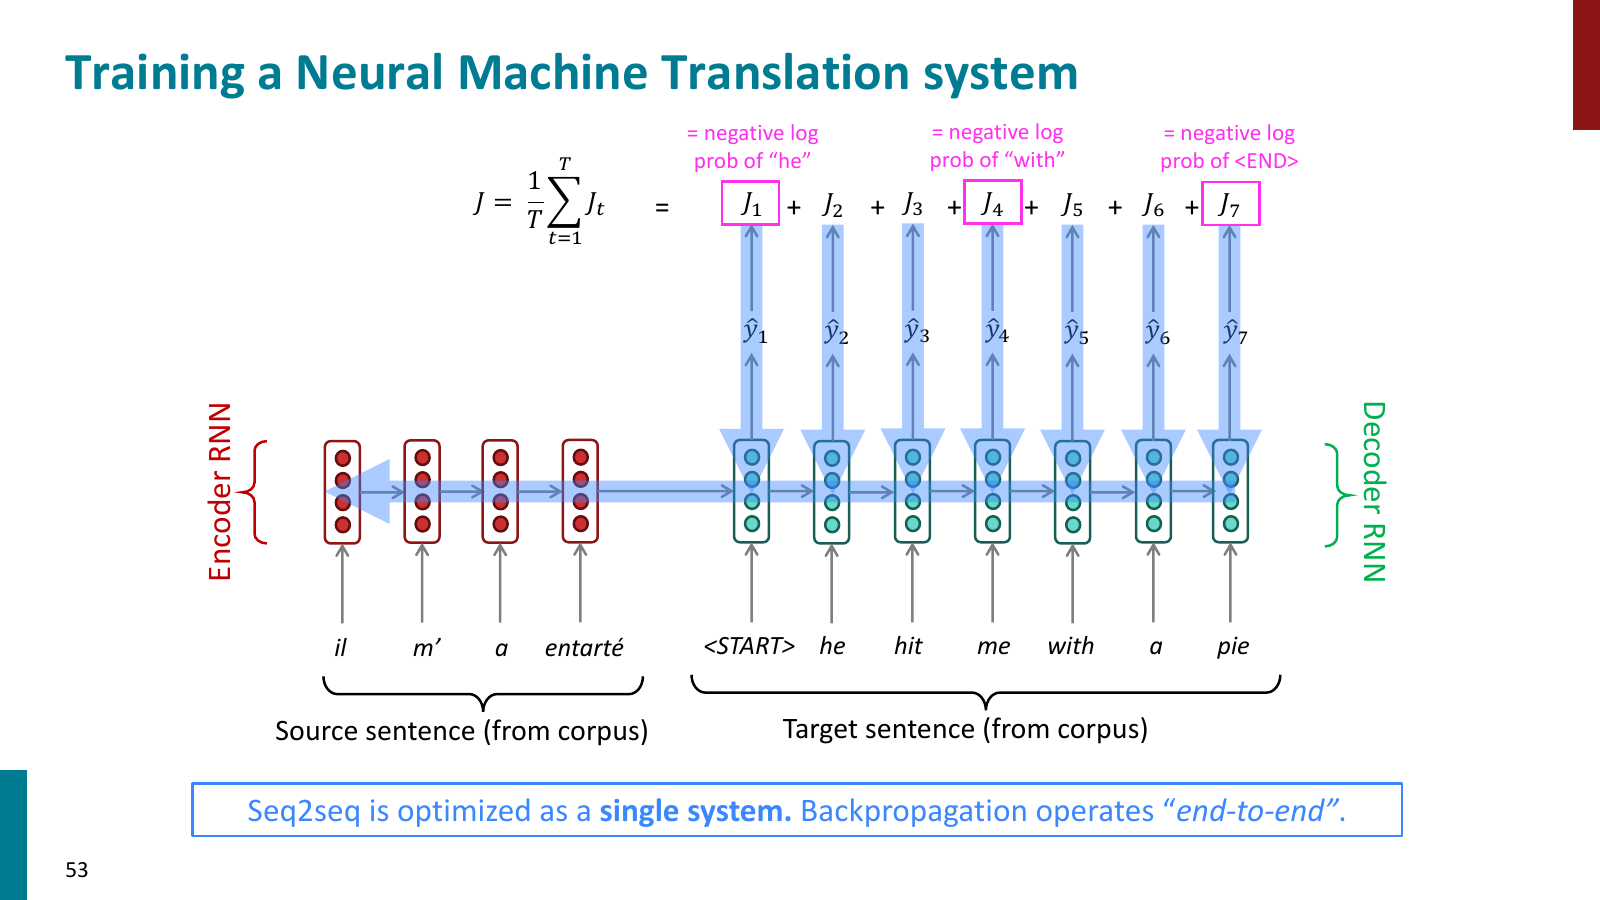 Training a Neural Machine Translation system
= negative log
prob of “he”
= negative log
prob of “with”
= negative log
prob of <END>
J = 1/T ∑_{t=1}^{T} J_t = J₁ + J₂ + J₃ + J₄ + J₅ + J₆ + J₇
ŷ₁ ŷ₂ ŷ₃ ŷ₄ ŷ₅ ŷ₆ ŷ₇
Encoder RNN
Decoder RNN
il m’ a entarté <START> he hit me with a pie
Source sentence (from corpus)
Target sentence (from corpus)
Seq2seq is optimized as a single system. Backpropagation operates “end-to-end”.
53